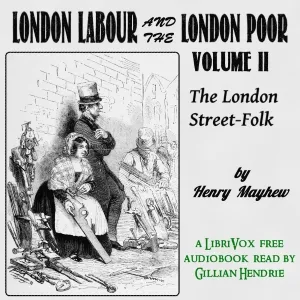 LONDON LABOUR AND THE LONDON POOR
VOLUME II
The London
Street-Folk
by
Henry Mayhew
a LibriVox free
audiobook read by
Gillian Hendrie